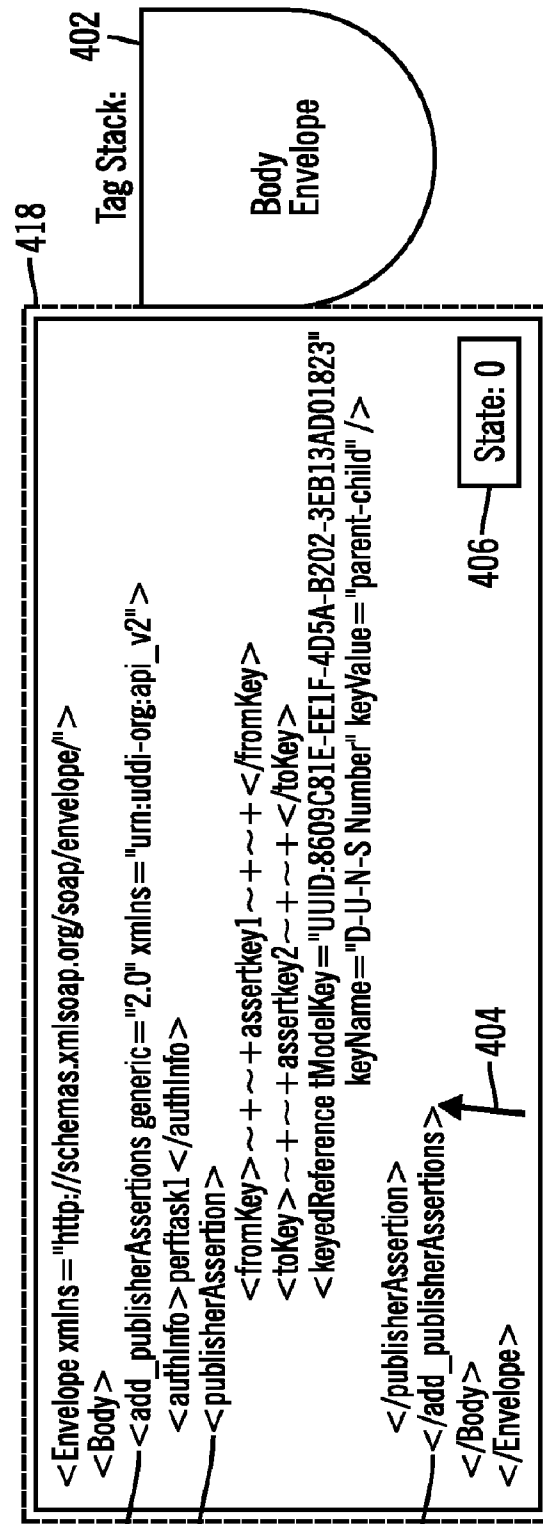 418
Tag Stack:
402
Body
Envelope
<Envelope xmlns="http://schemas.xmlsoap.org/soap/envelope/">
<Body>
<add_publisherAssertions generic="2.0" xmlns="urn:uddi-org:api_v2">
<authInfo>perftask1</authInfo>
<publisherAssertion>
<fromKey>~+~+assertkey1~+~+</fromKey>
<toKey>~+~+assertkey2~+~+</toKey>
<keyedReference tModelKey="UUID:8609C81E-EE1F-4D5A-B202-3EB13AD01823"
keyName="D-U-N-S Number" keyValue="parent-child" />
</publisherAssertion>
</add_publisherAssertions>
</Body>
</Envelope>
404
406
State: 0